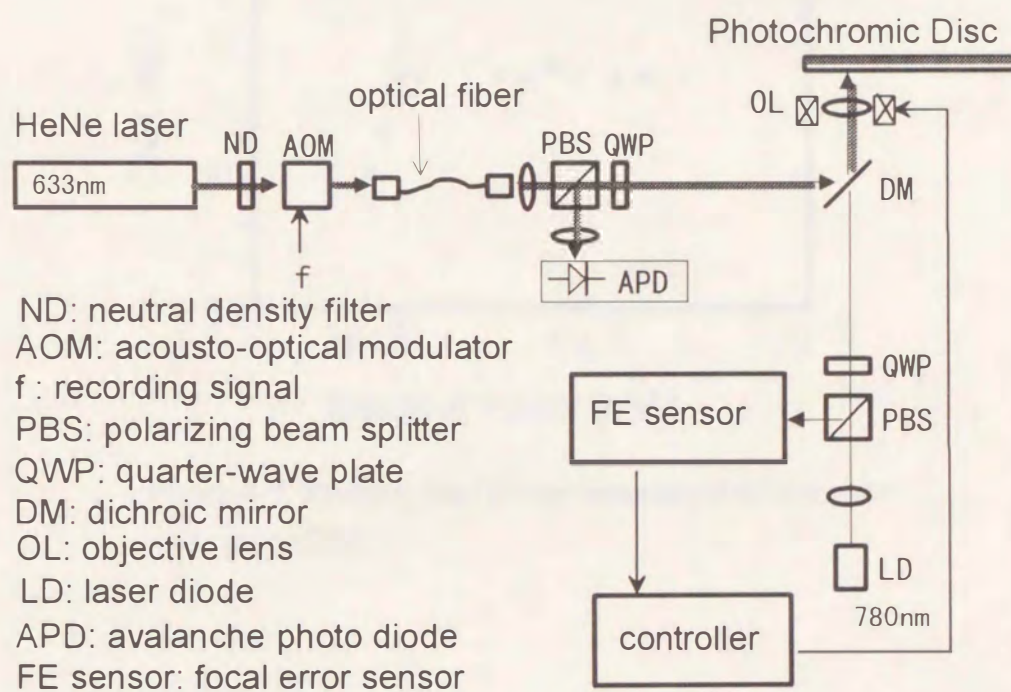 Photochromic Disc
optical fiber
OL
HeNe laser
ND
AOM
PBS
QWP
633nm
DM
f
APD
ND: neutral density filter
AOM: acousto-optical modulator
f : recording signal
PBS: polarizing beam splitter
QWP: quarter-wave plate
DM: dichroic mirror
OL: objective lens
LD: laser diode
APD: avalanche photo diode
FE sensor: focal error sensor
QWP
FE sensor
PBS
LD
780nm
controller